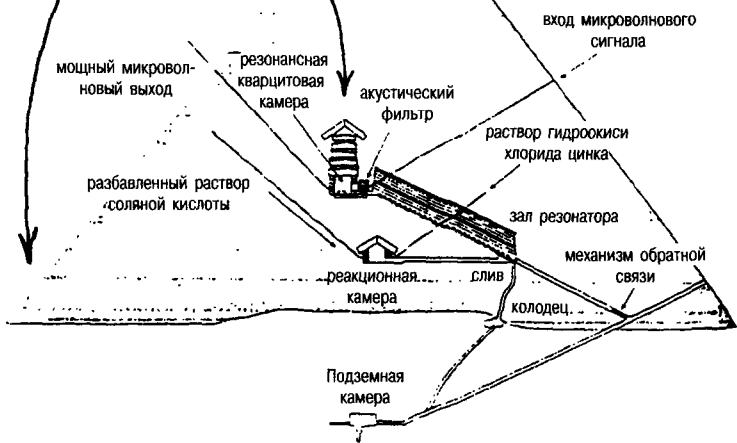 вход микроволнового
сигнала
мощный микровол-
новый выход
резонансная
кварцитовая
камера
акустический
фильтр
раствор гидроокиси
хлорида цинка
разбавленный раствор
соляной кислоты
зал резонатора
механизм обратной
связи
реакционная
камера
слив
колодец
Подземная
камера